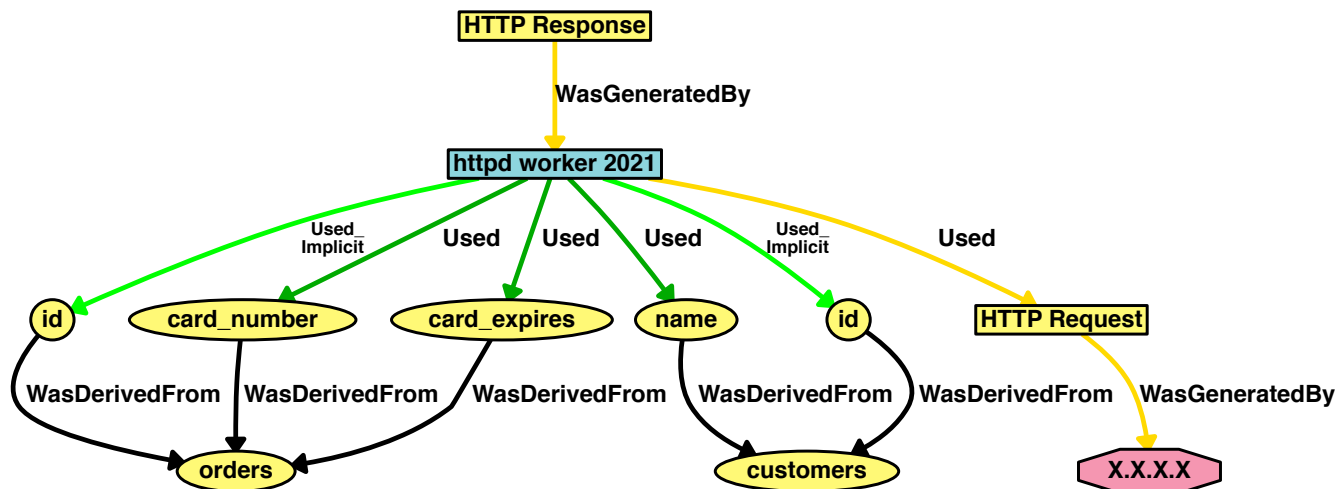 HTTP Response
WasGeneratedBy
httpd worker 2021
Used_
Implicit
Used
Used
Used
Used_
Implicit
Used
id
card_number
card_expires
name
id
HTTP Request
WasDerivedFrom
WasDerivedFrom
WasDerivedFrom
WasDerivedFrom
WasDerivedFrom
WasGeneratedBy
orders
customers
X.X.X.X